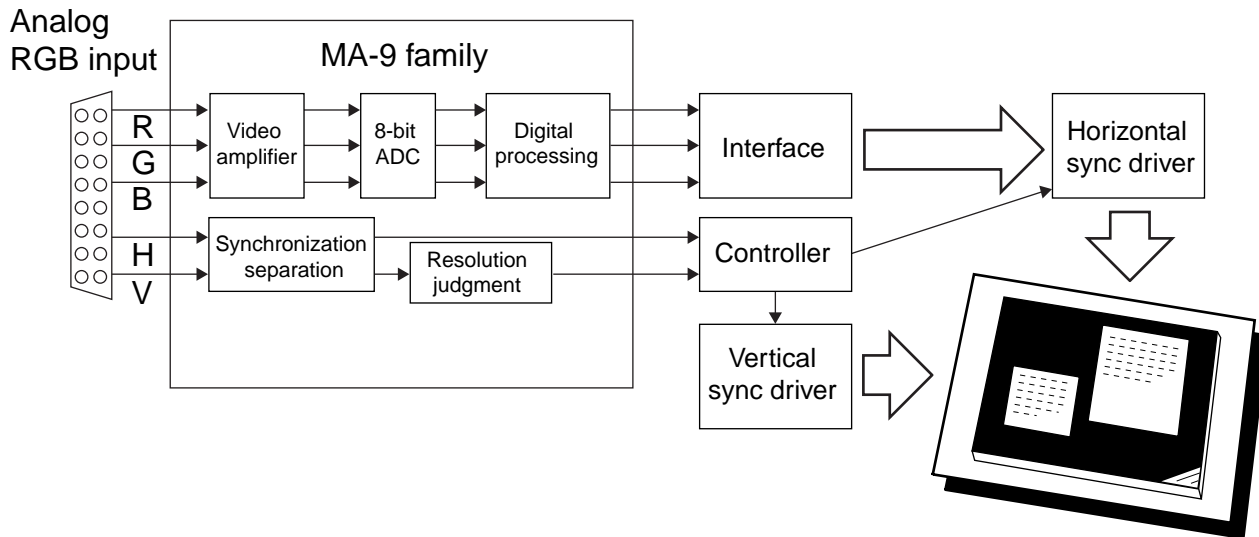 Analog
RGB input
MA-9 family
R
G
B
H
V
Video
amplifier
8-bit
ADC
Digital
processing
Interface
Horizontal
sync driver
Synchronization
separation
Resolution
judgment
Controller
Vertical
sync driver